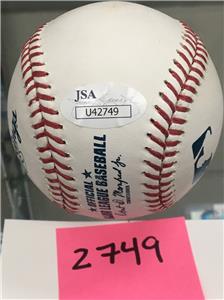 JSA
U42749
OFFICIAL
MAJOR LEAGUE BASEBALL
2749